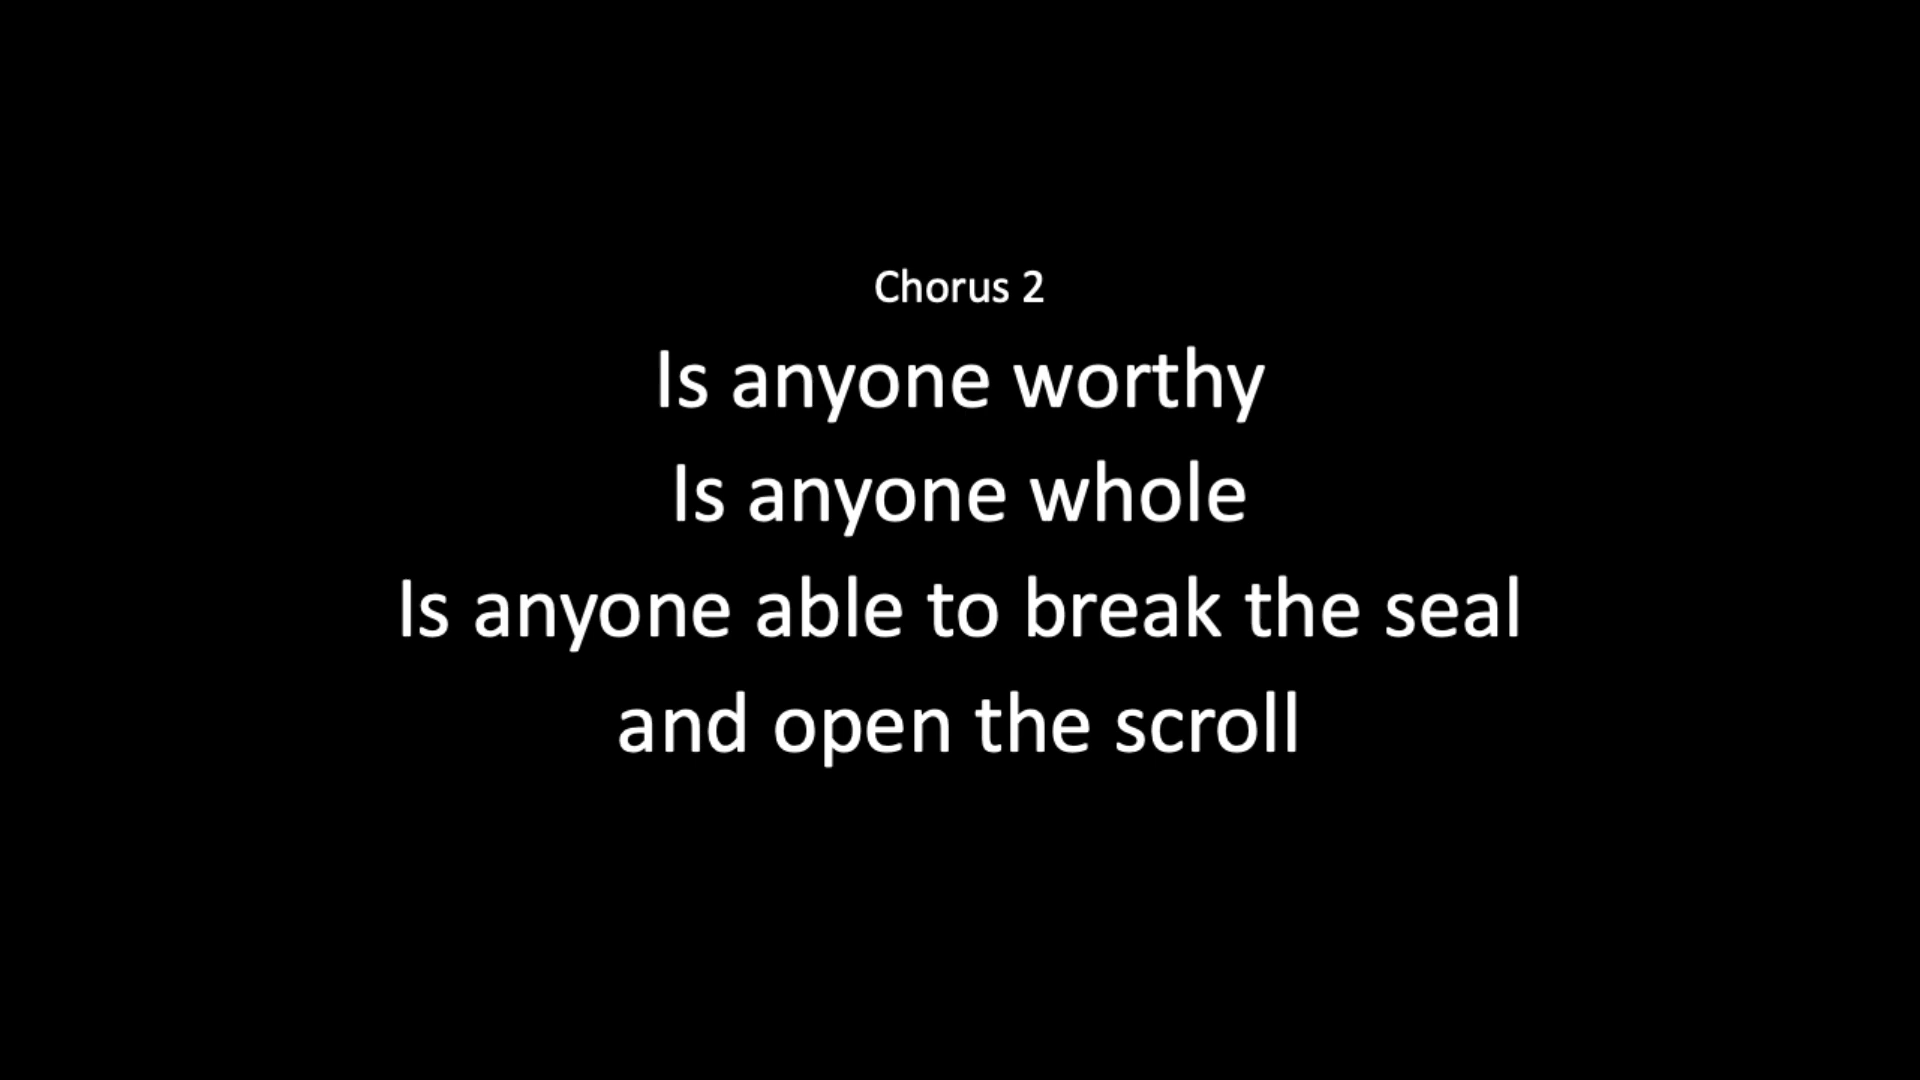 Chorus 2
Is anyone worthy
Is anyone whole
Is anyone able to break the seal
and open the scroll